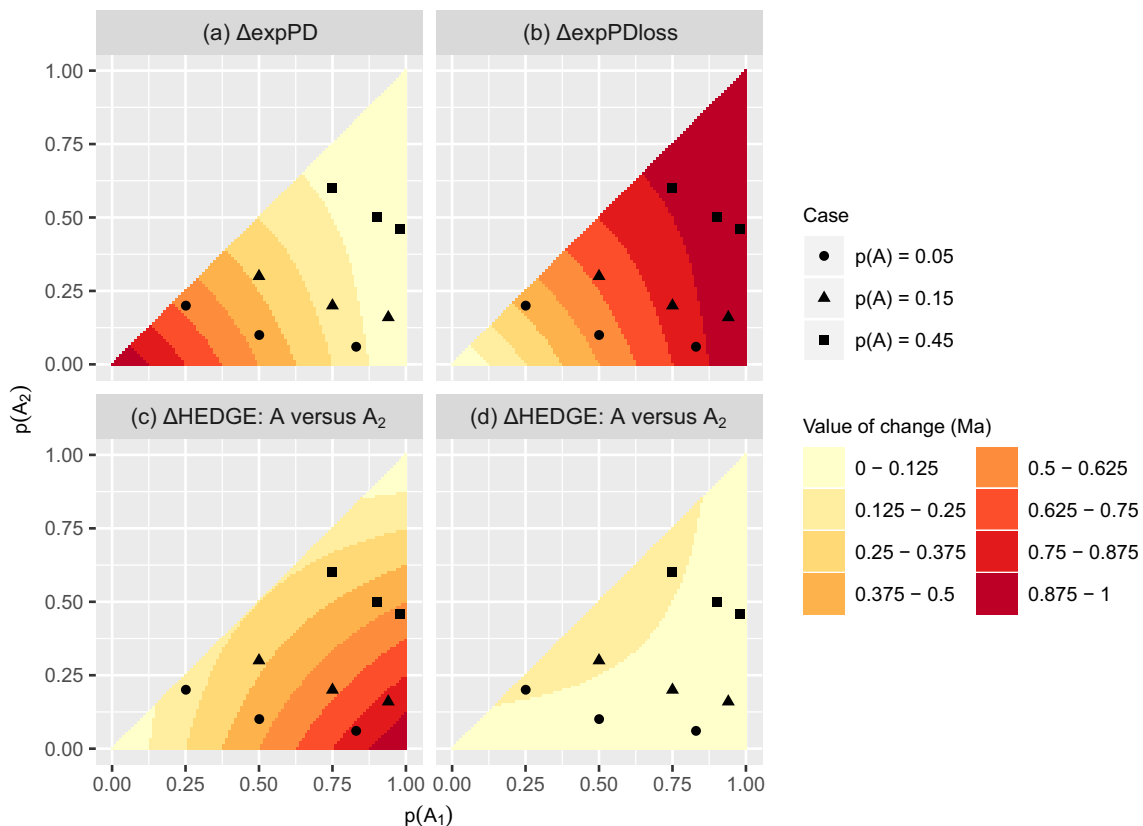 (a) ΔexpPD
(b) ΔexpPDloss
1.00
0.75
0.50
0.25
0.00
(c) ΔHEDGE: A versus A₂
(d) ΔHEDGE: A versus A₂
1.00
0.75
0.50
0.25
0.00
0.00 0.25 0.50 0.75 1.00
0.00 0.25 0.50 0.75 1.00
p(A₁)
p(A₂)
Case
p(A) = 0.05
p(A) = 0.15
p(A) = 0.45
Value of change (Ma)
0 − 0.125
0.125 − 0.25
0.25 − 0.375
0.375 − 0.5
0.5 − 0.625
0.625 − 0.75
0.75 − 0.875
0.875 − 1